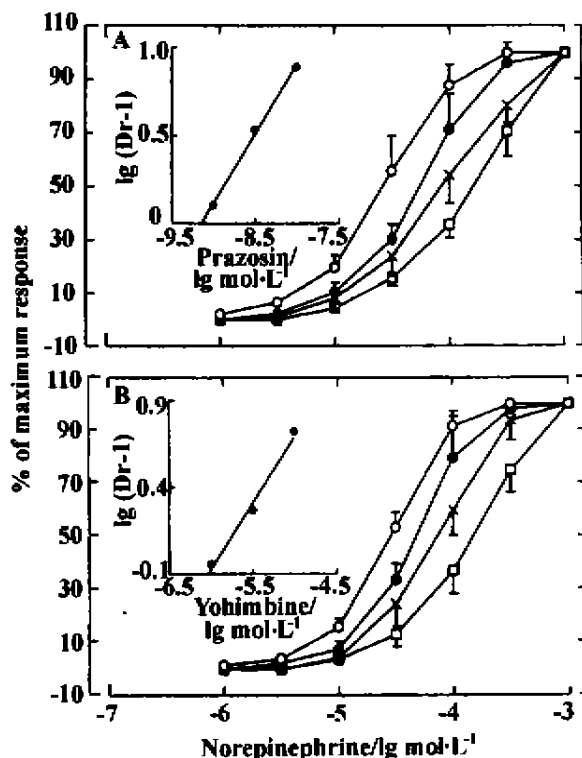 A
110
90
70
50
30
10
-10
1.0
0.5
0
lg (Dr-1)
-9.5 -8.5 -7.5
Prazosin/
lg mol·L⁻¹
% of maximum response
B
110
90
70
50
30
10
-10
0.9
0.4
-0.1
lg (Dr-1)
-6.5 -5.5 -4.5
Yohimbine/
lg mol·L⁻¹
-7 -6 -5 -4 -3
Norepinephrine/lg mol·L⁻¹